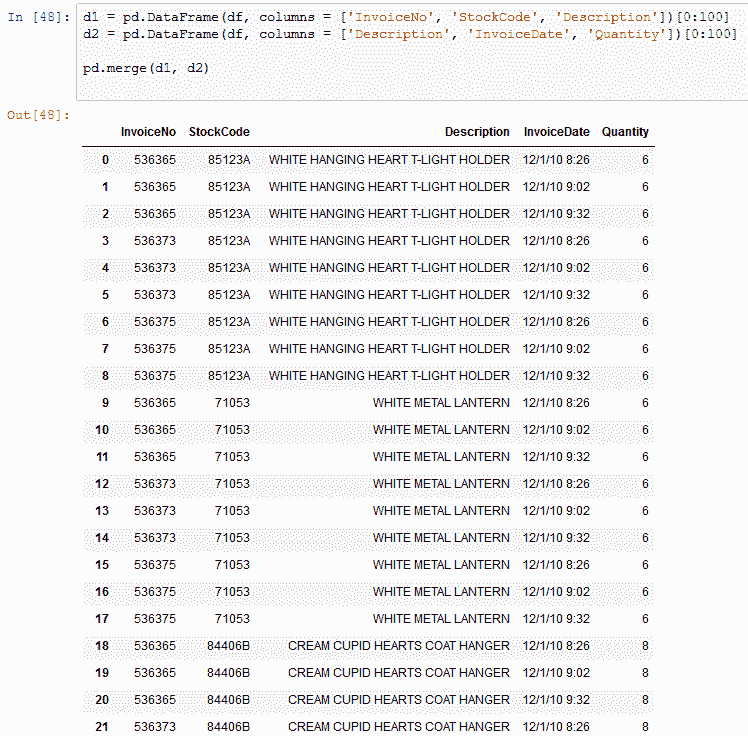 In [48]: d1 = pd.DataFrame(df, columns = ['InvoiceNo', 'StockCode', 'Description'])[0:100]
d2 = pd.DataFrame(df, columns = ['Description', 'InvoiceDate', 'Quantity'])[0:100]
pd.merge(d1, d2)
Out[48]:
InvoiceNo StockCode Description InvoiceDate Quantity
0 536365 85123A WHITE HANGING HEART T-LIGHT HOLDER 12/1/10 8:26 6
1 536365 85123A WHITE HANGING HEART T-LIGHT HOLDER 12/1/10 9:02 6
2 536365 85123A WHITE HANGING HEART T-LIGHT HOLDER 12/1/10 9:32 6
3 536373 85123A WHITE HANGING HEART T-LIGHT HOLDER 12/1/10 8:26 6
4 536373 85123A WHITE HANGING HEART T-LIGHT HOLDER 12/1/10 9:02 6
5 536373 85123A WHITE HANGING HEART T-LIGHT HOLDER 12/1/10 9:32 6
6 536375 85123A WHITE HANGING HEART T-LIGHT HOLDER 12/1/10 8:26 6
7 536375 85123A WHITE HANGING HEART T-LIGHT HOLDER 12/1/10 9:02 6
8 536375 85123A WHITE HANGING HEART T-LIGHT HOLDER 12/1/10 9:32 6
9 536365 71053 WHITE METAL LANTERN 12/1/10 8:26 6
10 536365 71053 WHITE METAL LANTERN 12/1/10 9:02 6
11 536365 71053 WHITE METAL LANTERN 12/1/10 9:32 6
12 536373 71053 WHITE METAL LANTERN 12/1/10 8:26 6
13 536373 71053 WHITE METAL LANTERN 12/1/10 9:02 6
14 536373 71053 WHITE METAL LANTERN 12/1/10 9:32 6
15 536375 71053 WHITE METAL LANTERN 12/1/10 8:26 6
16 536375 71053 WHITE METAL LANTERN 12/1/10 9:02 6
17 536375 71053 WHITE METAL LANTERN 12/1/10 9:32 6
18 536365 84406B CREAM CUPID HEARTS COAT HANGER 12/1/10 8:26 8
19 536365 84406B CREAM CUPID HEARTS COAT HANGER 12/1/10 9:02 8
20 536365 84406B CREAM CUPID HEARTS COAT HANGER 12/1/10 9:32 8
21 536373 84406B CREAM CUPID HEARTS COAT HANGER 12/1/10 8:26 8